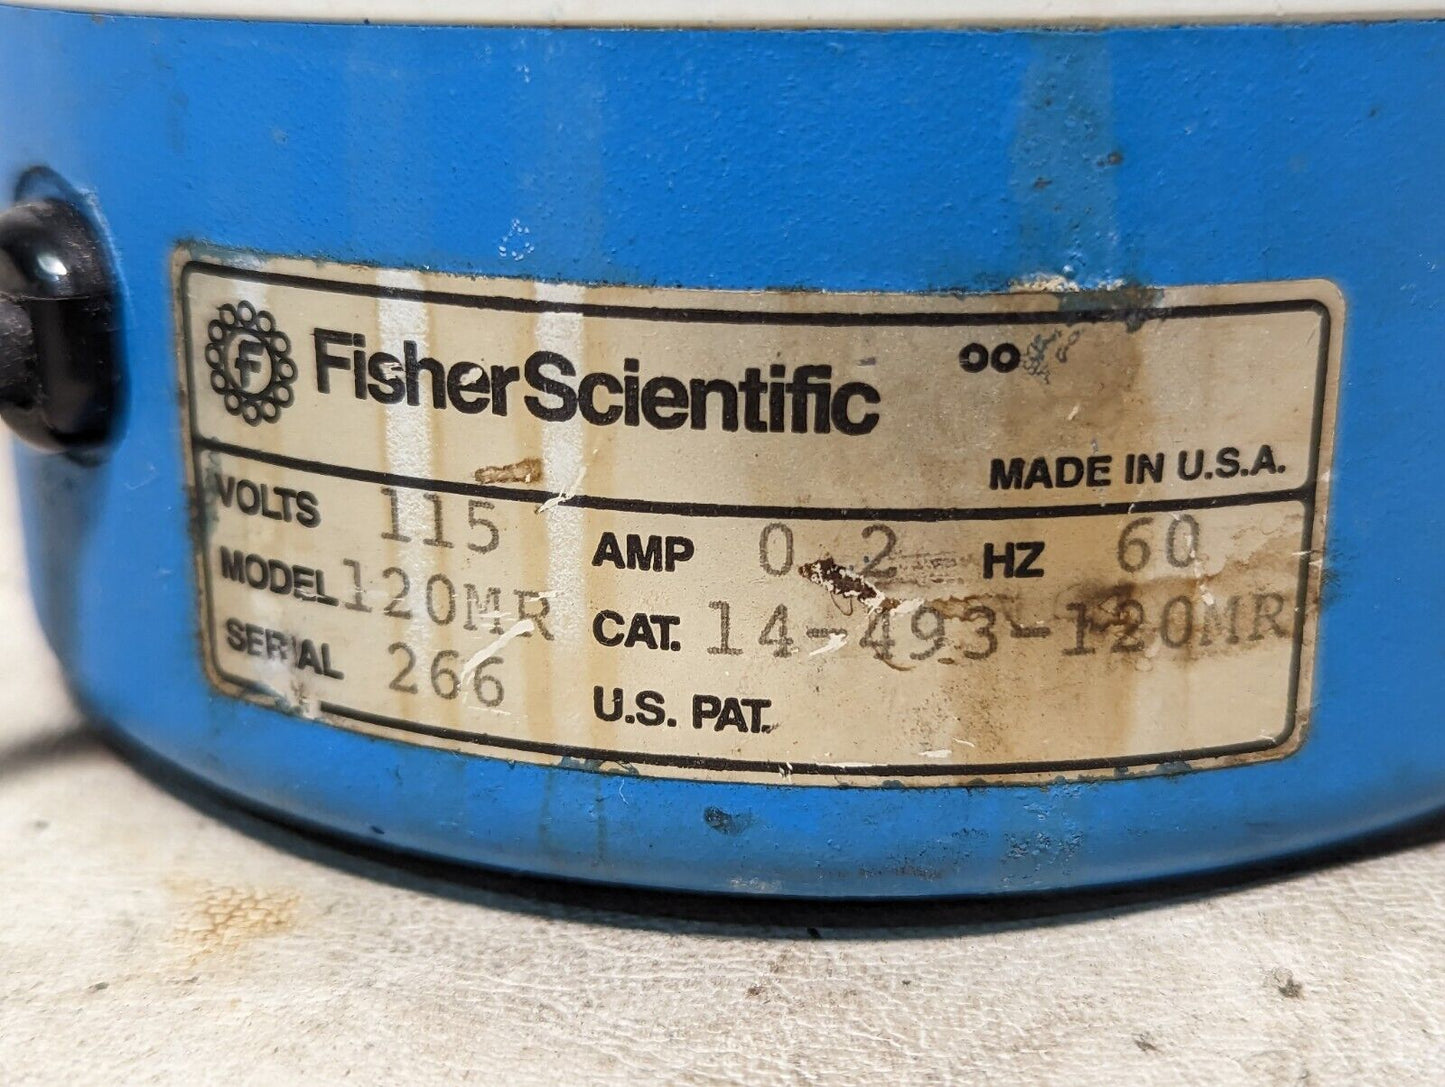 F FisherScientific
MADE IN U.S.A.
VOLTS 115 AMP 0.2 HZ 60
MODEL 120MR CAT. 14-493-120MR
SERIAL 266 U.S. PAT.